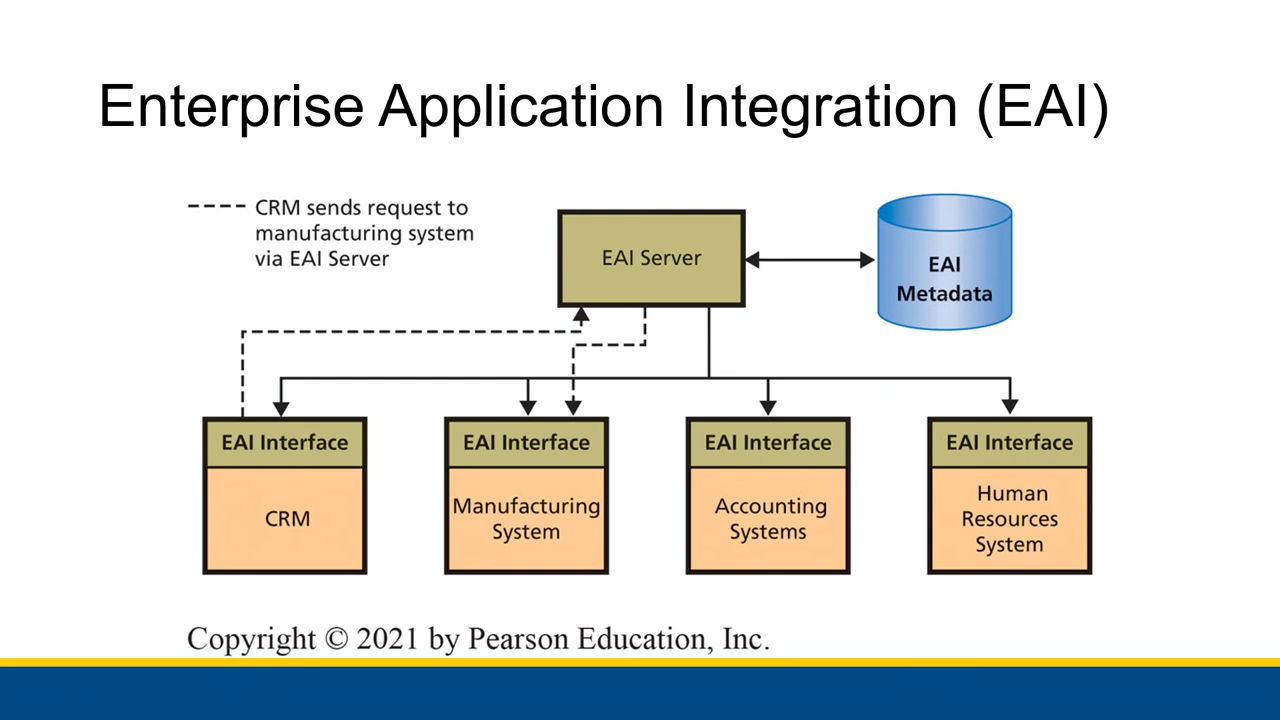 Enterprise Application Integration (EAI)
CRM sends request to
manufacturing system
via EAI Server
EAI Server
EAI
Metadata
EAI Interface
CRM
EAI Interface
Manufacturing
System
EAI Interface
Accounting
Systems
EAI Interface
Human
Resources
System
Copyright © 2021 by Pearson Education, Inc.